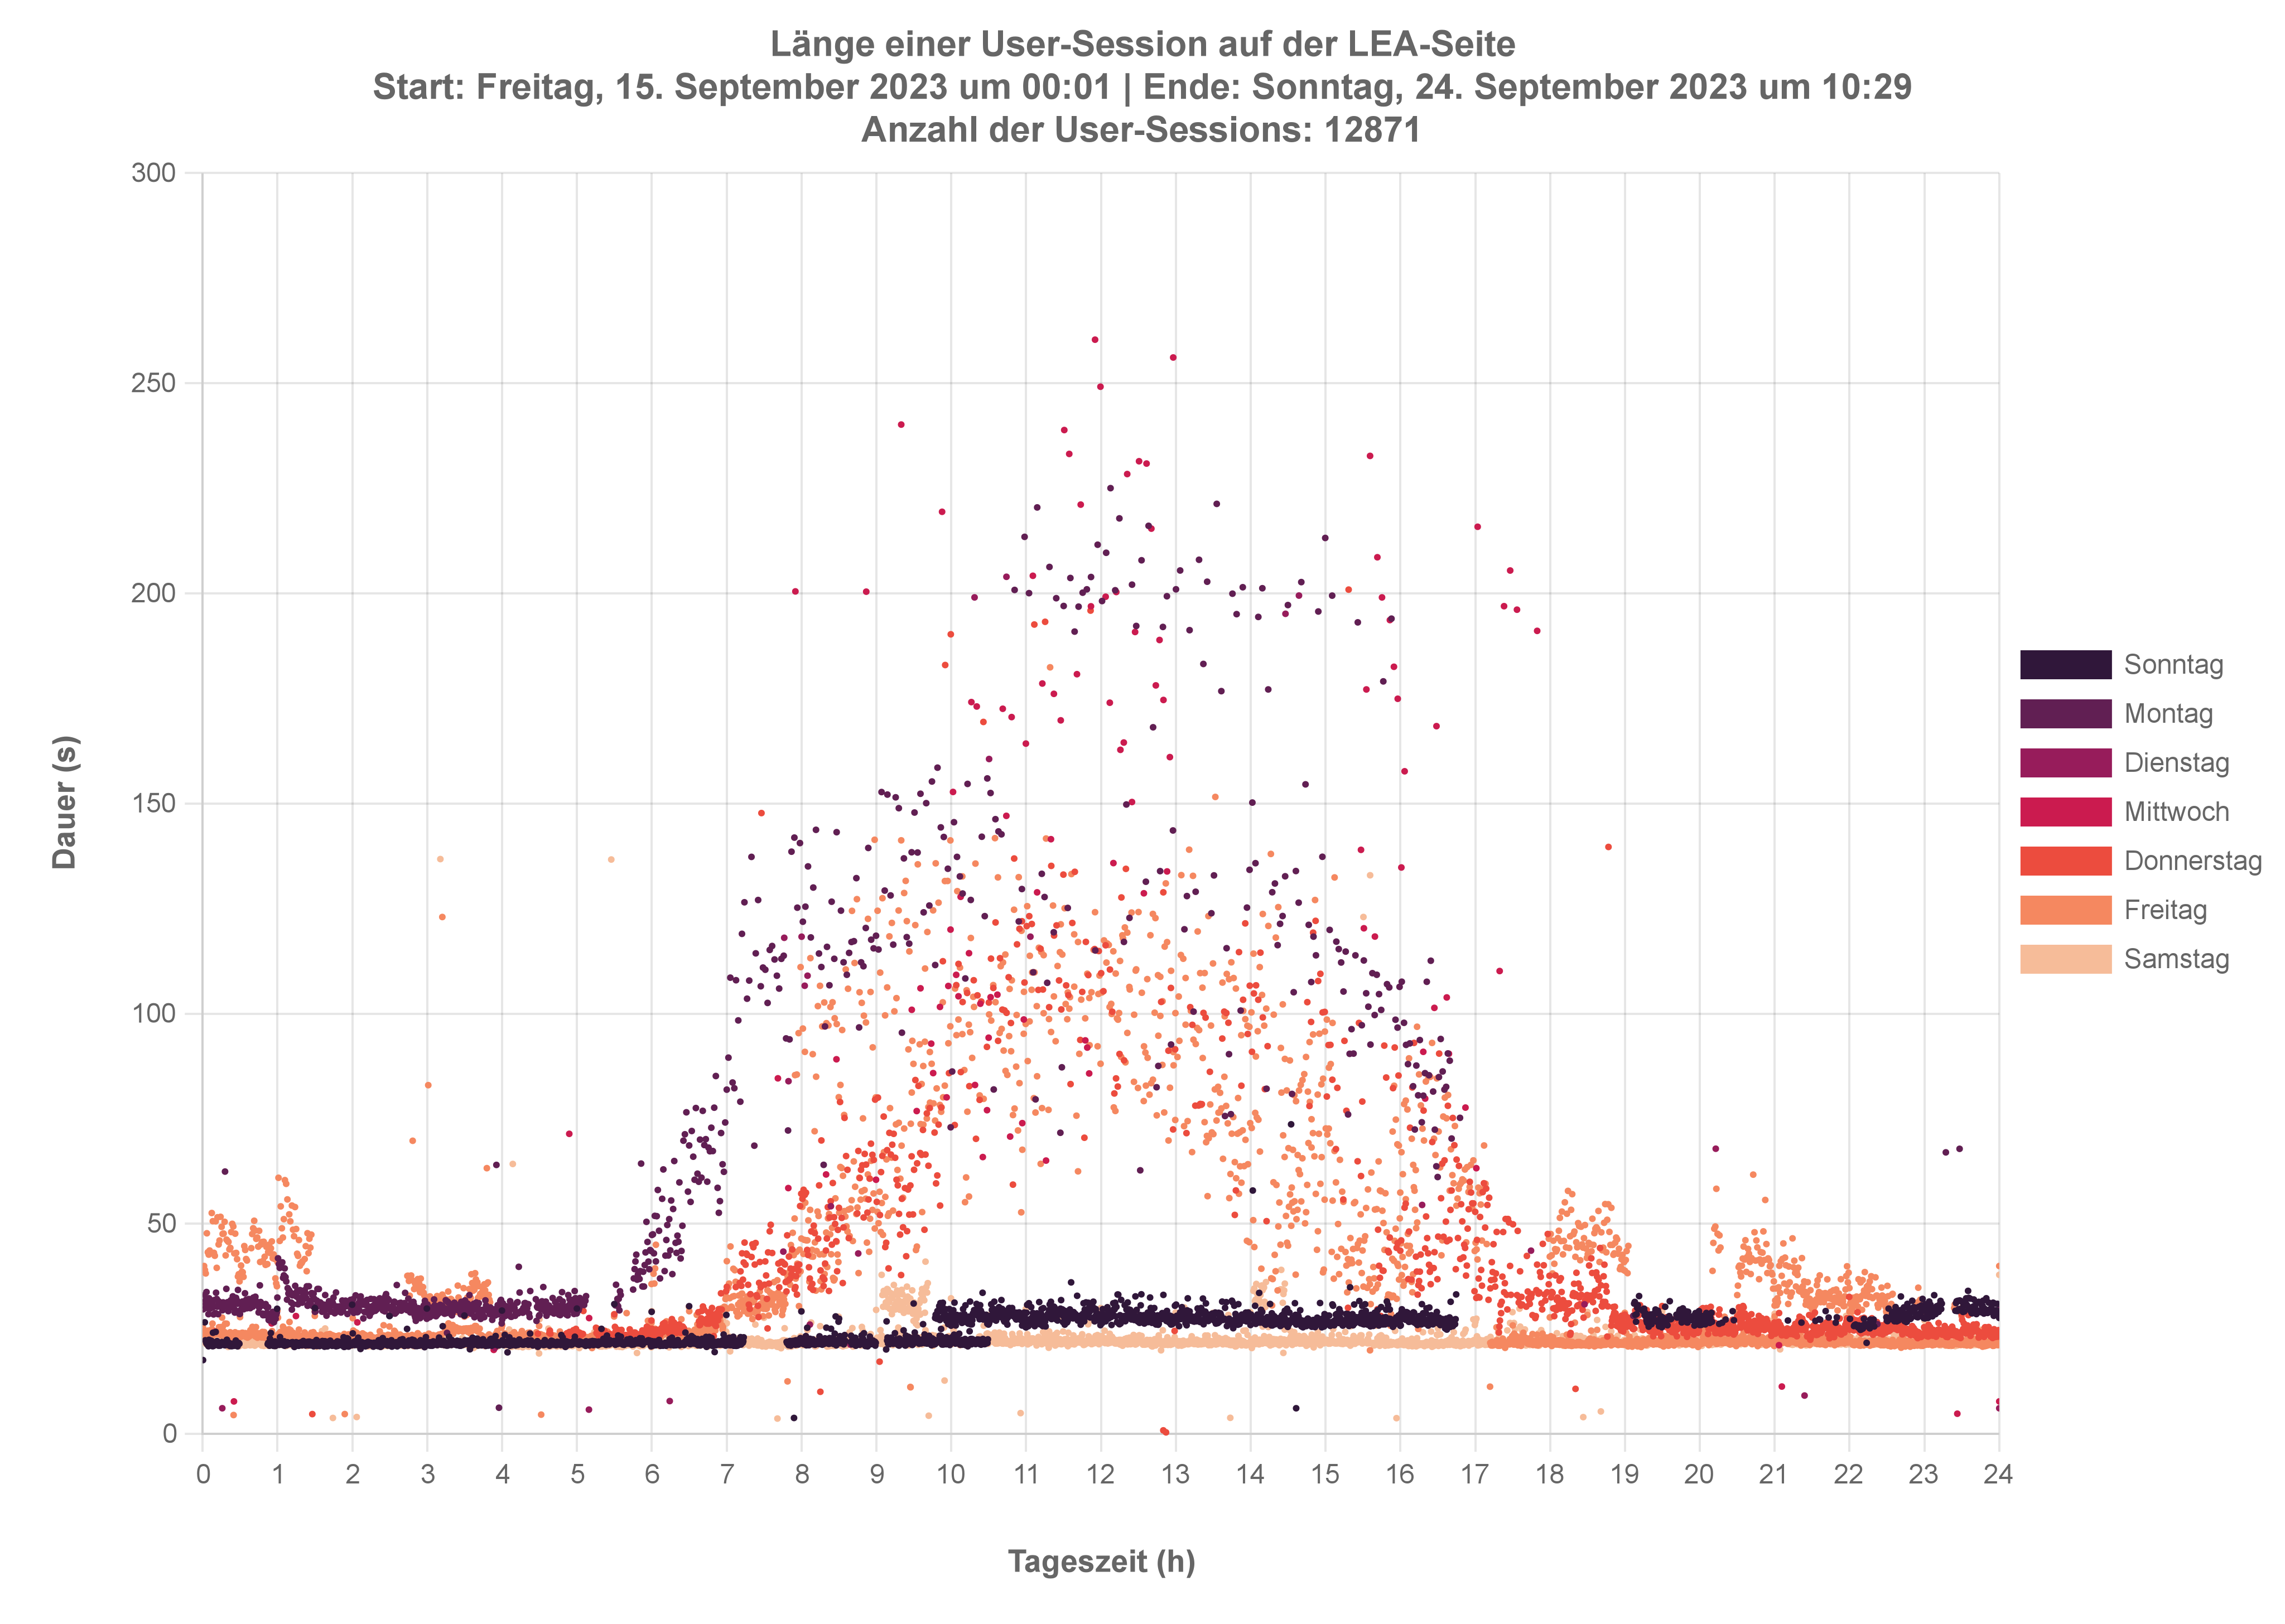 Länge einer User-Session auf der LEA-Seite
Start: Freitag, 15. September 2023 um 00:01 | Ende: Sonntag, 24. September 2023 um 10:29
Anzahl der User-Sessions: 12871
300
250
200
150
100
50
0
Dauer (s)
0 1 2 3 4 5 6 7 8 9 10 11 12 13 14 15 16 17 18 19 20 21 22 23 24
Tageszeit (h)
Sonntag
Montag
Dienstag
Mittwoch
Donnerstag
Freitag
Samstag